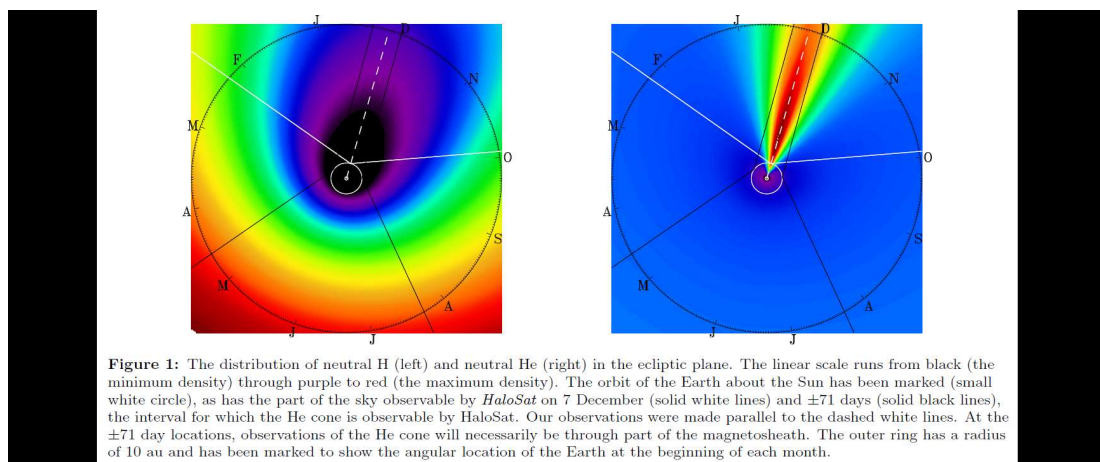 J
D
F
N
M
O
A
S
M
A
J
J
J
D
F
N
M
O
A
S
M
A
J
J
Figure 1: The distribution of neutral H (left) and neutral He (right) in the ecliptic plane. The linear scale runs from black (the
minimum density) through purple to red (the maximum density). The orbit of the Earth about the Sun has been marked (small
white circle), as has the part of the sky observable by HaloSat on 7 December (solid white lines) and ±71 days (solid black lines),
the interval for which the He cone is observable by HaloSat. Our observations were made parallel to the dashed white lines. At the
±71 day locations, observations of the He cone will necessarily be through part of the magnetosheath. The outer ring has a radius
of 10 au and has been marked to show the angular location of the Earth at the beginning of each month.